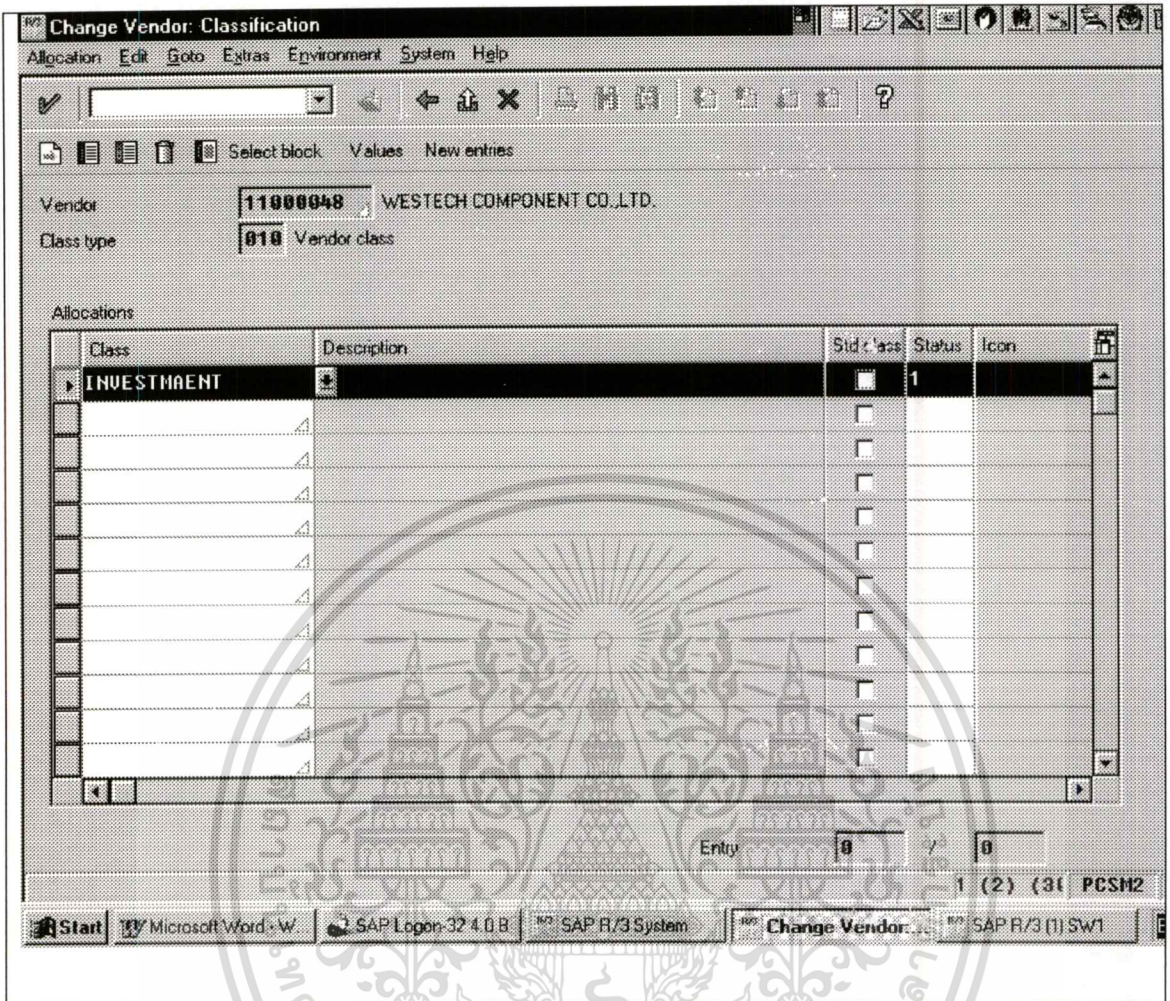 Change Vendor: Classification
Allocation Edit Goto Extras Environment System Help
Select block Values New entries
Vendor 11000048 WESTECH COMPONENT CO.,LTD.
Class type 010 Vendor class
Allocations
Class Description Std class Status Icon
INVESTMAENT 1
Entry 0 / 0
1 (2) (3( PCSM2
Start Microsoft Word - W... SAP Logon-32 4.0 B SAP R/3 System Change Vendor:... SAP R/3 (1) SW1